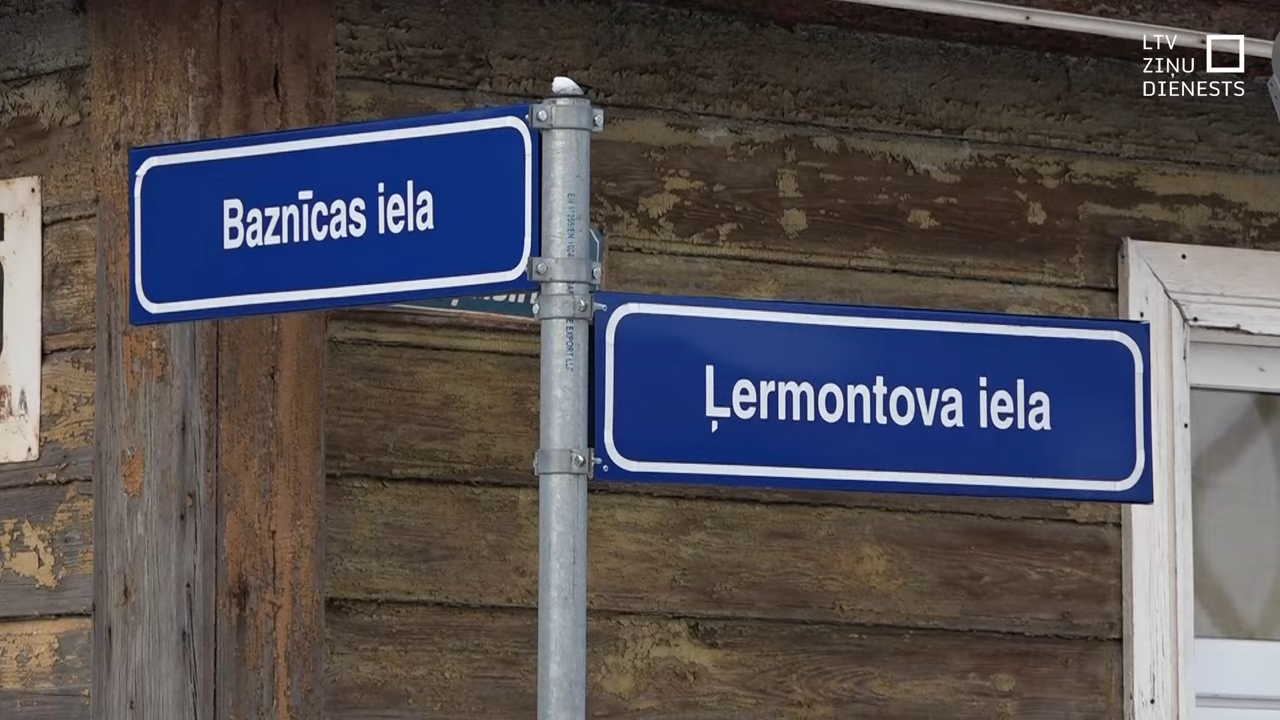 LTV
ZIŅU
DIENESTS
Baznīcas iela
Ļermontova iela